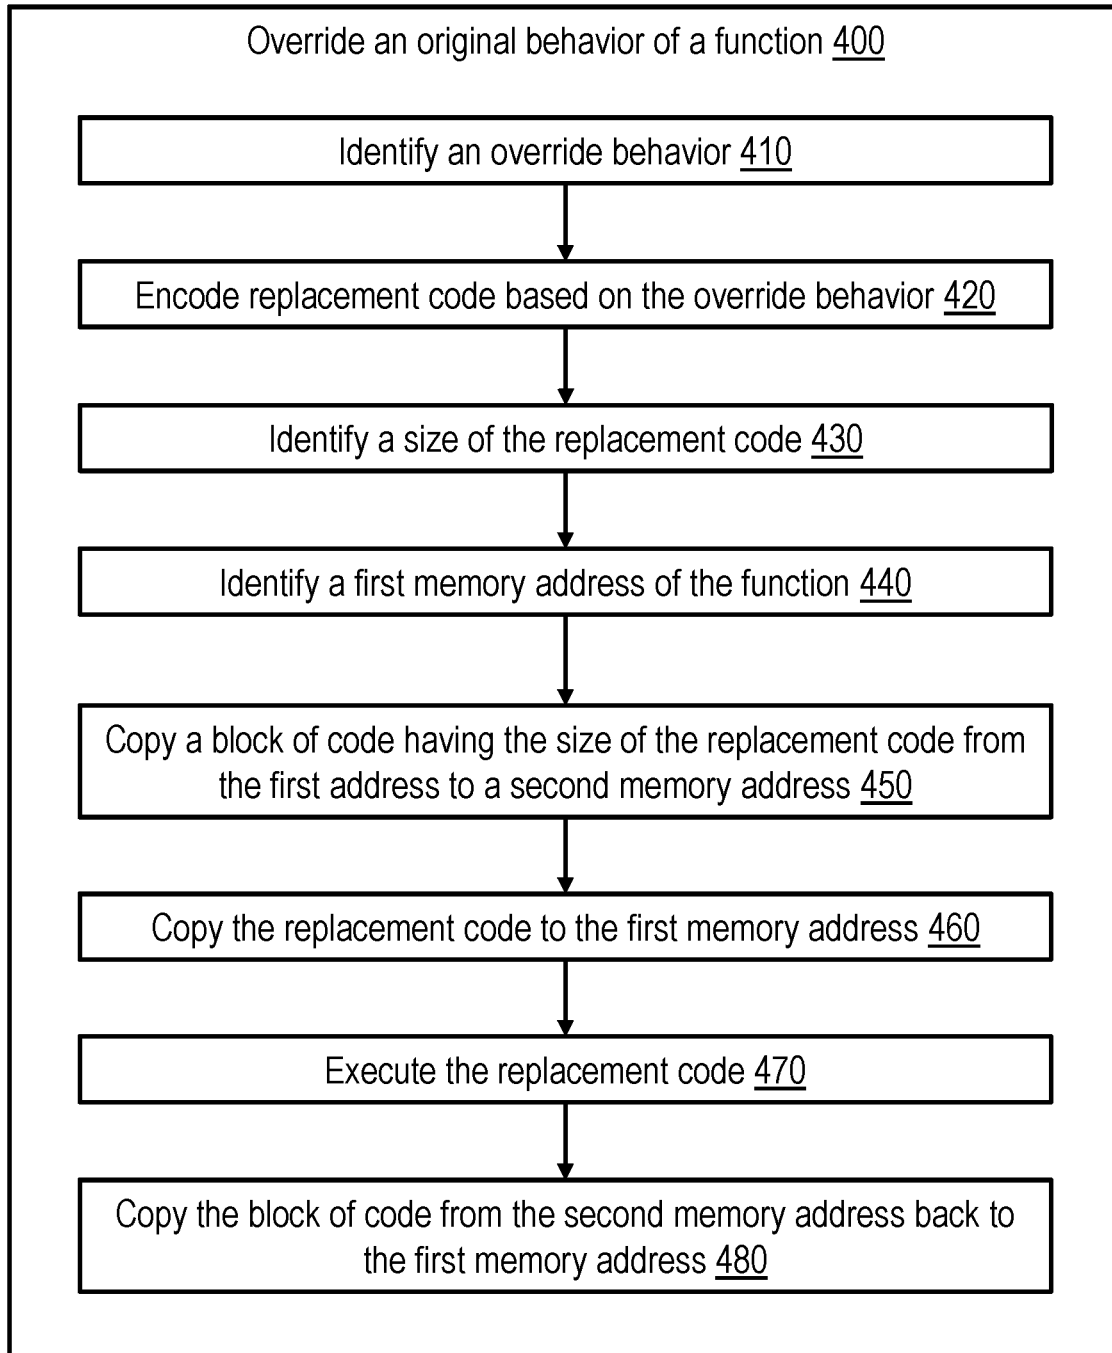 Override an original behavior of a function 400
Identify an override behavior 410
Encode replacement code based on the override behavior 420
Identify a size of the replacement code 430
Identify a first memory address of the function 440
Copy a block of code having the size of the replacement code from
the first address to a second memory address 450
Copy the replacement code to the first memory address 460
Execute the replacement code 470
Copy the block of code from the second memory address back to
the first memory address 480